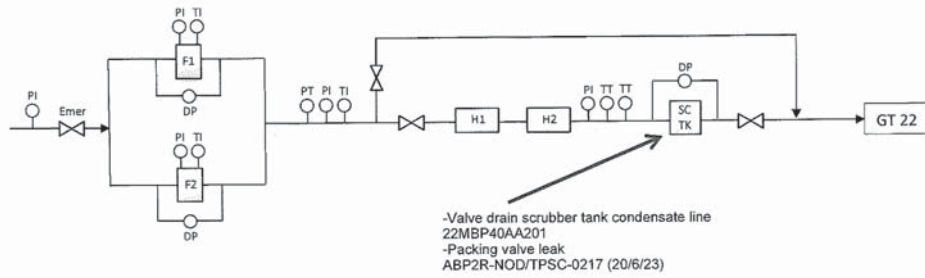 PI TI
F1
DP
PI
Emer
PI TI
F2
DP
PT PI TI
H1
H2
PI TT TT
DP
SC
TK
GT 22
-Valve drain scrubber tank condensate line
22MBP40AA201
-Packing valve leak
ABP2R-NOD/TPSC-0217 (20/6/23)